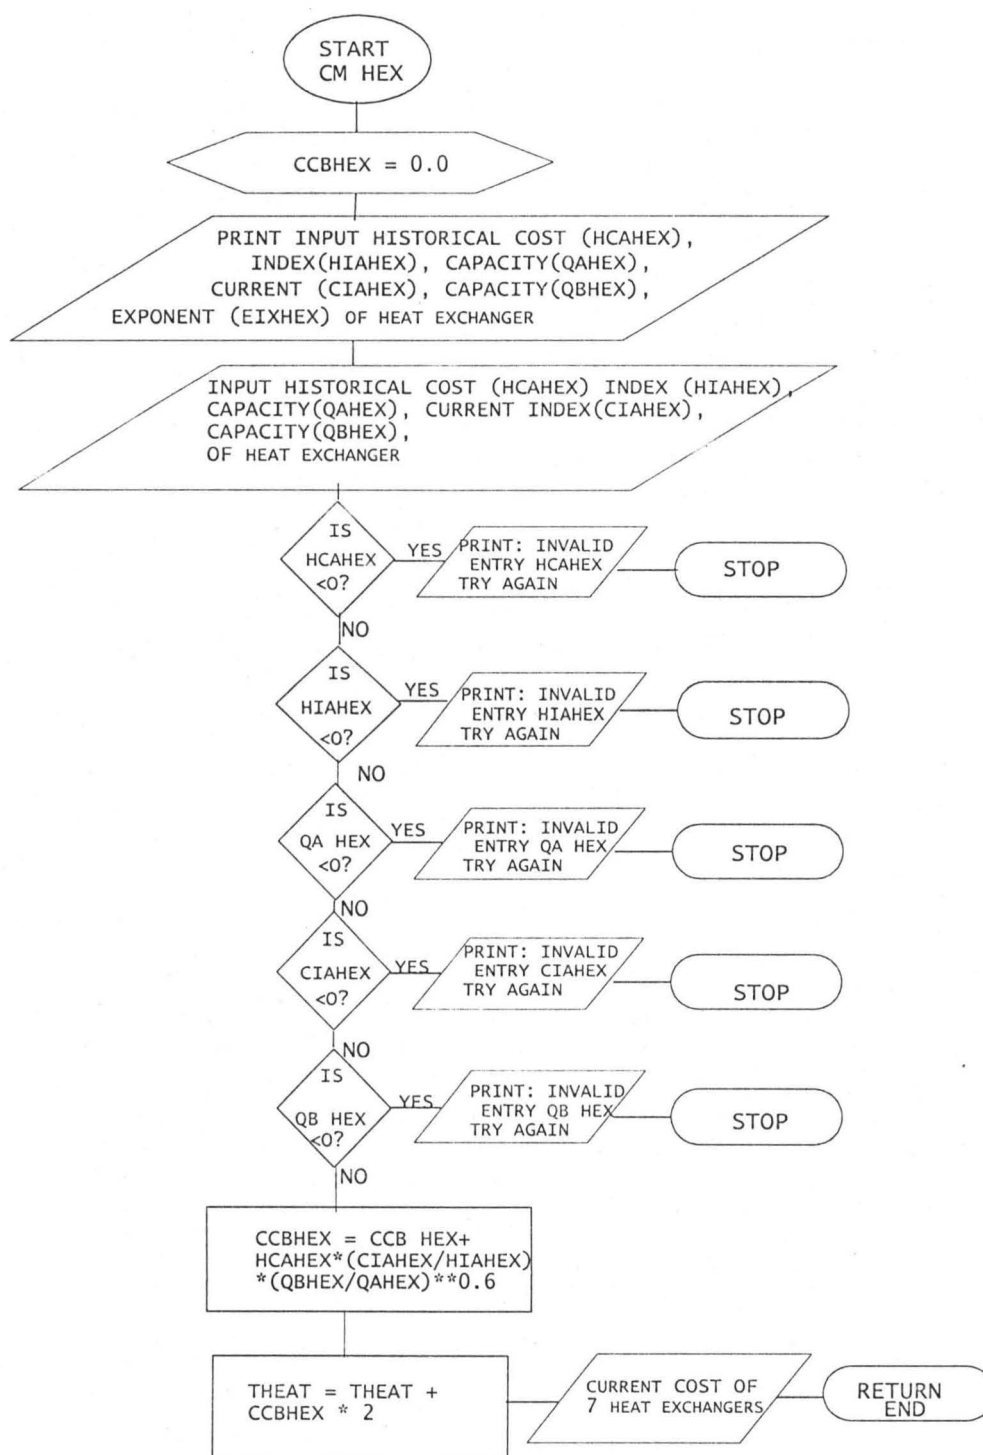 START
CM HEX
CCBHEX = 0.0
PRINT INPUT HISTORICAL COST (HCAHEX),
INDEX(HIAHEX), CAPACITY(QAHEX),
CURRENT (CIAHEX), CAPACITY(QBHEX),
EXPONENT (EIXHEX) OF HEAT EXCHANGER
INPUT HISTORICAL COST (HCAHEX) INDEX (HIAHEX),
CAPACITY(QAHEX), CURRENT INDEX(CIAHEX),
CAPACITY(QBHEX),
OF HEAT EXCHANGER
IS
HCAHEX
<0?
YES
PRINT: INVALID
ENTRY HCAHEX
TRY AGAIN
STOP
NO
IS
HIAHEX
<0?
YES
PRINT: INVALID
ENTRY HIAHEX
TRY AGAIN
STOP
NO
IS
QA HEX
<0?
YES
PRINT: INVALID
ENTRY QA HEX
TRY AGAIN
STOP
NO
IS
CIAHEX
<0?
YES
PRINT: INVALID
ENTRY CIAHEX
TRY AGAIN
STOP
NO
IS
QB HEX
<0?
YES
PRINT: INVALID
ENTRY QB HEX
TRY AGAIN
STOP
NO
CCBHEX = CCB HEX+
HCAHEX*(CIAHEX/HIAHEX)
*(QBHEX/QAHEX)**0.6
THEAT = THEAT +
CCBHEX * 2
CURRENT COST OF
7 HEAT EXCHANGERS
RETURN
END